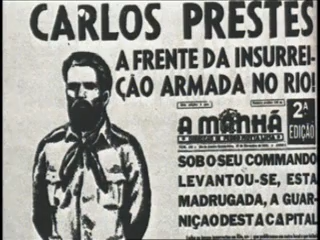 CARLOS PRESTES
A FRENTE DA INSURREI-
ÇÃO ARMADA NO RIO!
A MANHÃ
2ª
EDIÇÃO
SOB O SEU COMMANDO
LEVANTOU-SE, ESTA
MADRUGADA, A GUAR-
NIÇAO DESTA CAPITAL